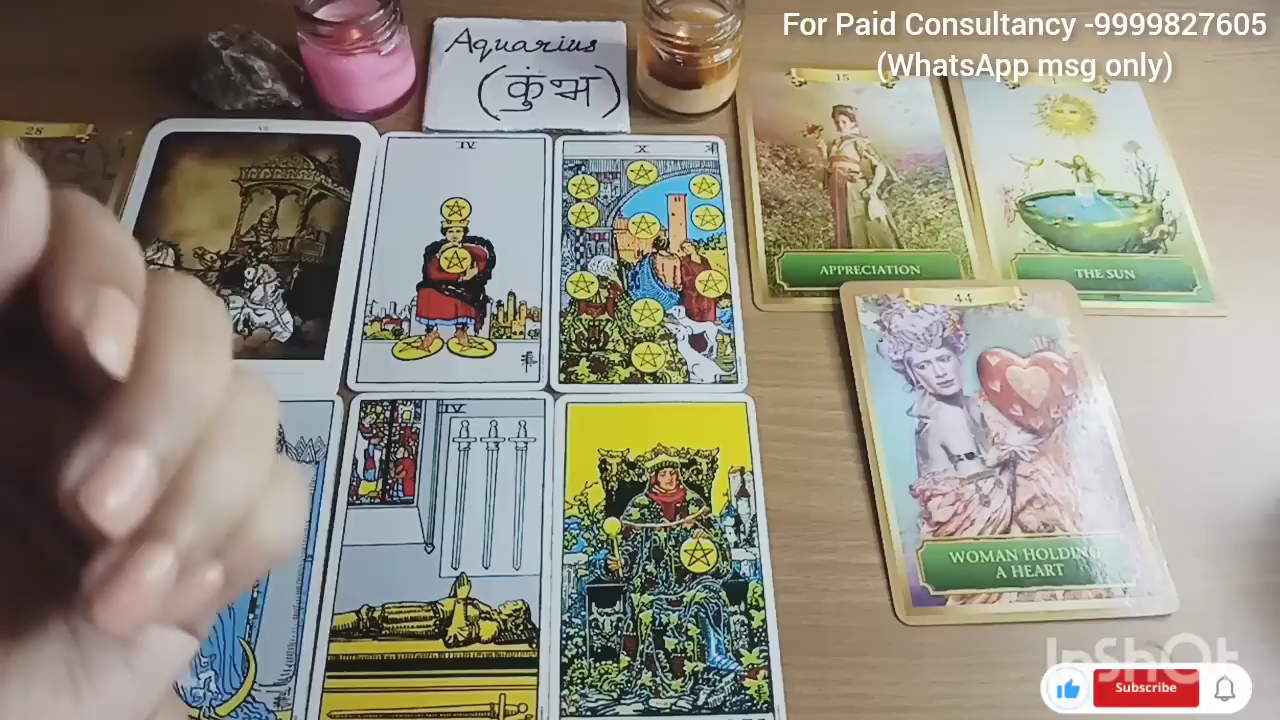 For Paid Consultancy -9999827605
(WhatsApp msg only)
Aquarius
(कुंभ)
28
VII
IV
X
15
APPRECIATION
THE SUN
44
WOMAN HOLDING
A HEART
IV
InShOt
Subscribe